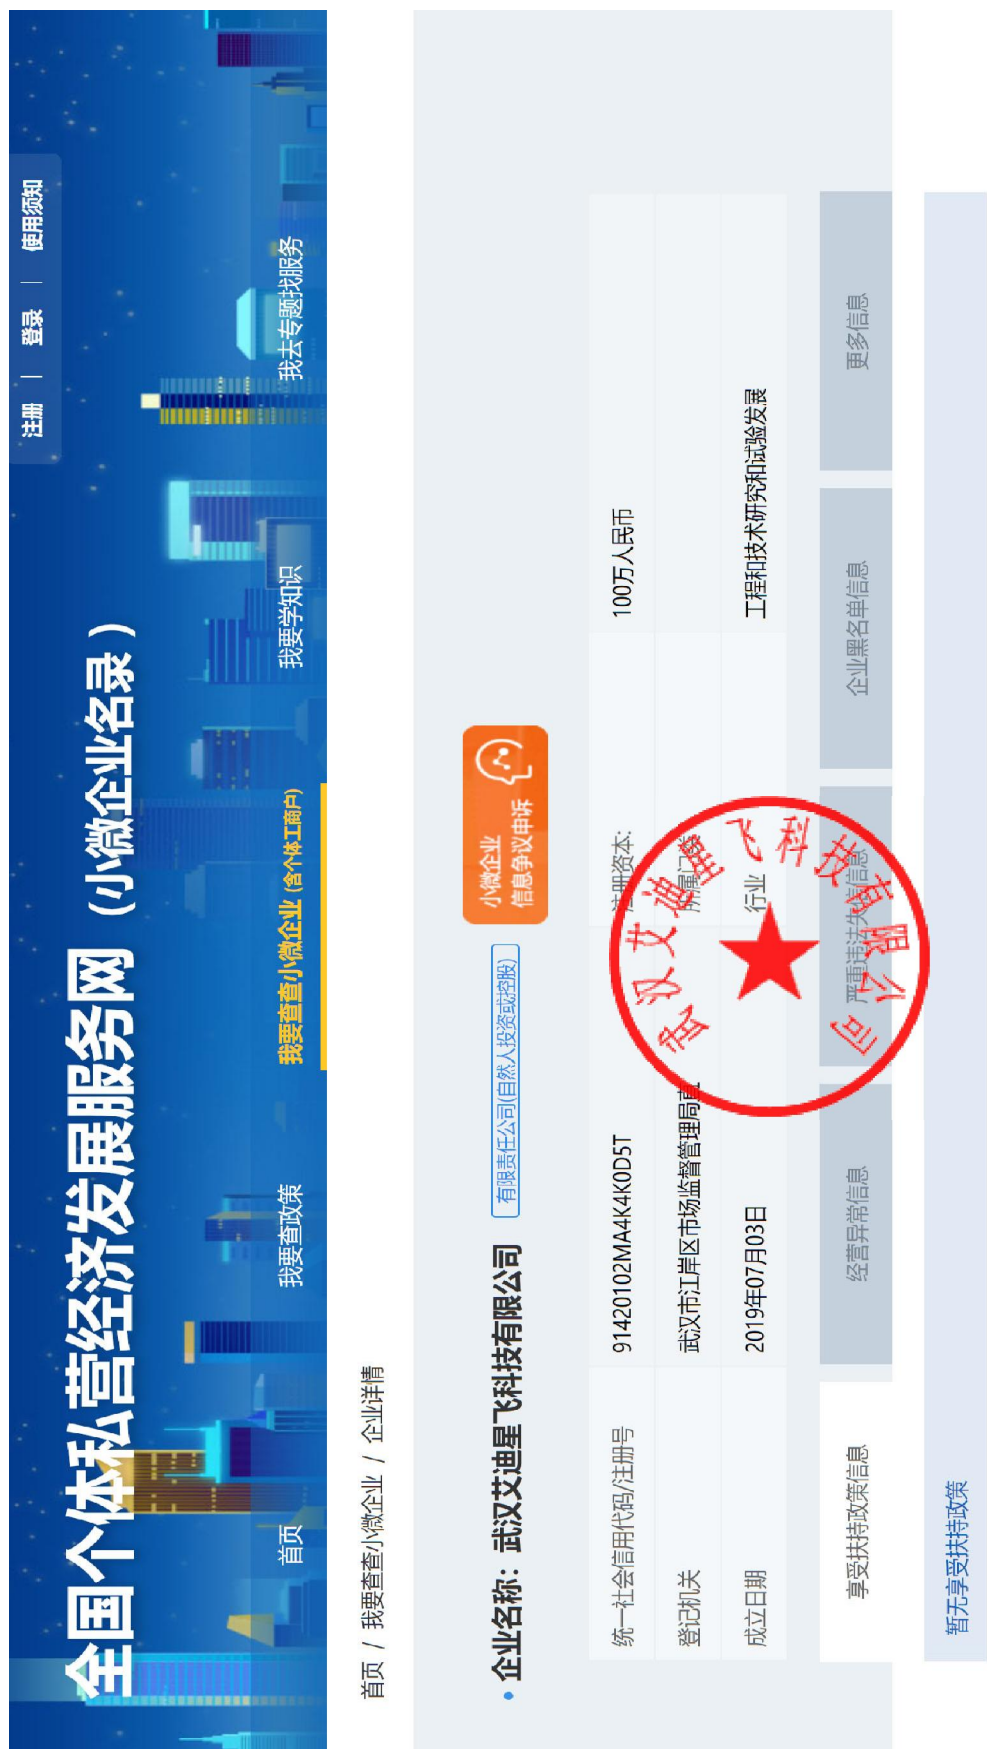 注册 | 登录 | 使用须知
全国个体私营经济发展服务网（小微企业名录）
首页 我要查政策 我要查查小微企业 (含个体工商户) 我要学知识 我去专题找服务
首页 / 我要查查小微企业 / 企业详情
• 企业名称: 武汉艾迪星飞科技有限公司 有限责任公司(自然人投资或控股)
小微企业
信息争议申诉
统一社会信用代码/注册号 91420102MA4K4K0D5T 注册资本: 100万人民币
登记机关 武汉市江岸区市场监督管理局 所属门类
成立日期 2019年07月03日 行业 工程和技术研究和试验发展
武汉艾迪星飞科技有限公司
享受扶持政策信息 经营异常信息 严重违法失信信息 企业黑名单信息 更多信息
暂无享受扶持政策